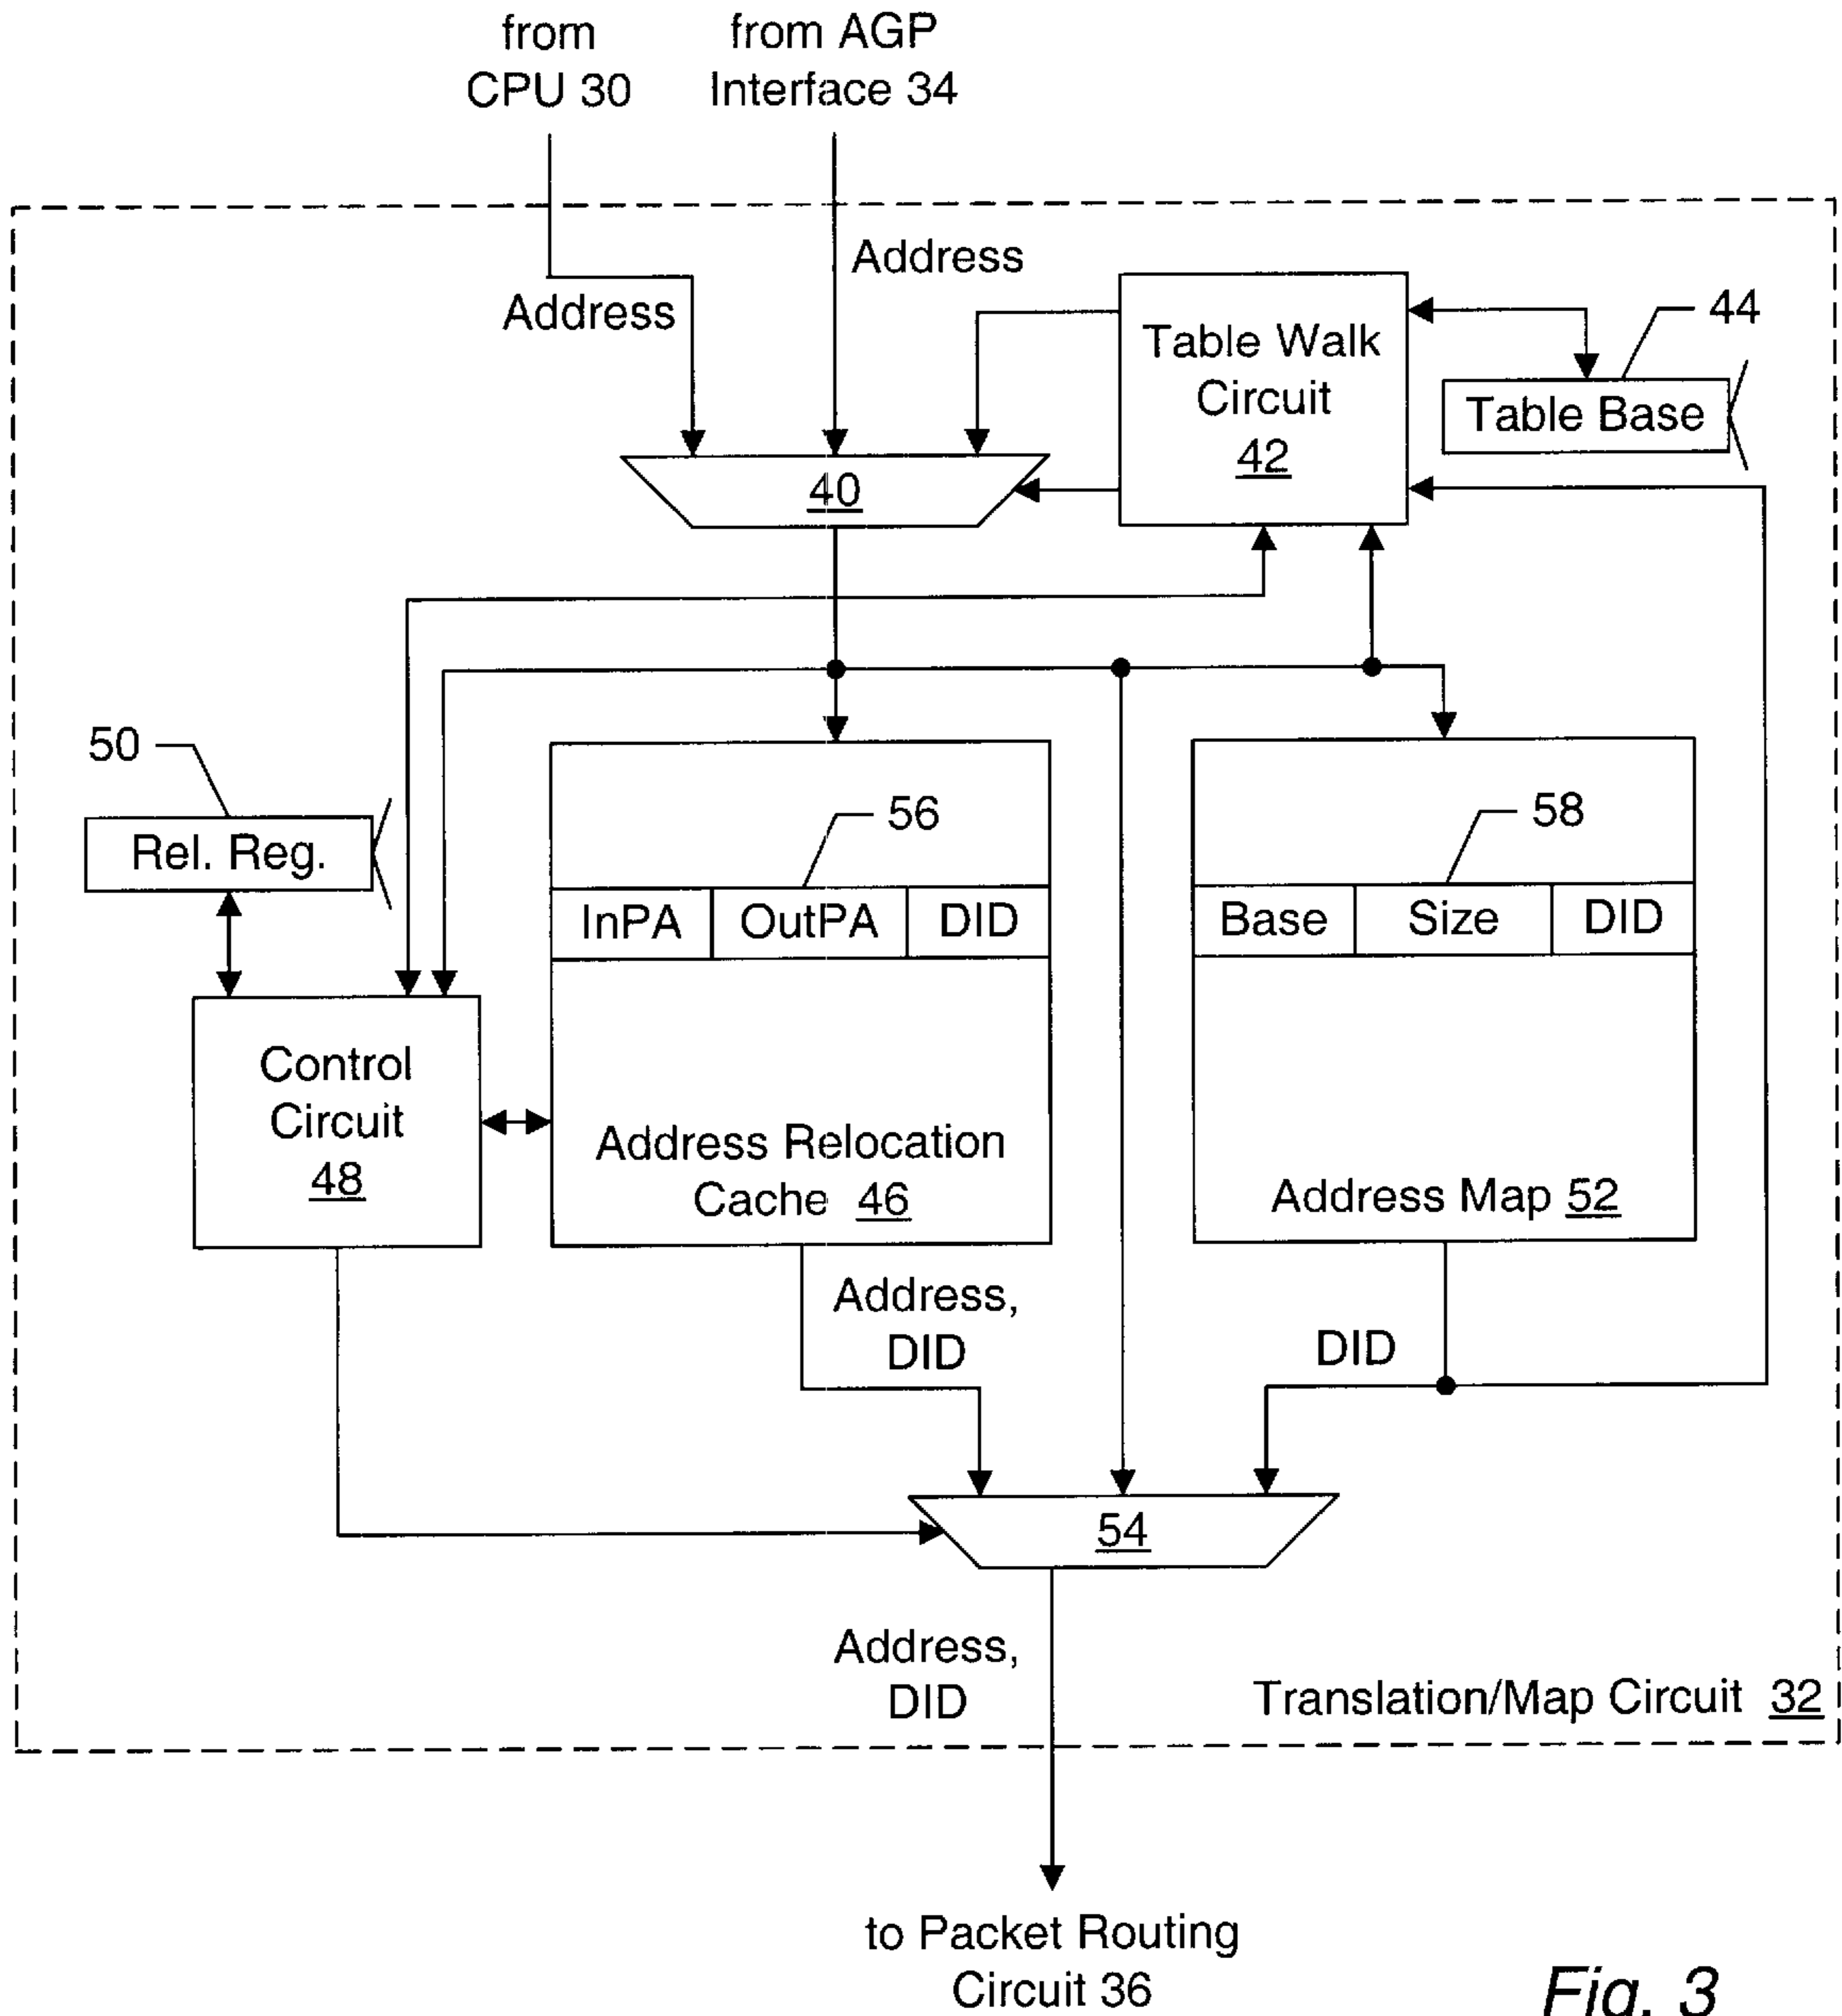 from
CPU 30
from AGP
Interface 34
Address
Address
Table Walk
Circuit
42
44
Table Base
40
50
Rel. Reg.
56
InPA OutPA DID
58
Base Size DID
Control
Circuit
48
Address Relocation
Cache 46
Address Map 52
Address,
DID
DID
54
Address,
DID
Translation/Map Circuit 32
to Packet Routing
Circuit 36
Fig. 3